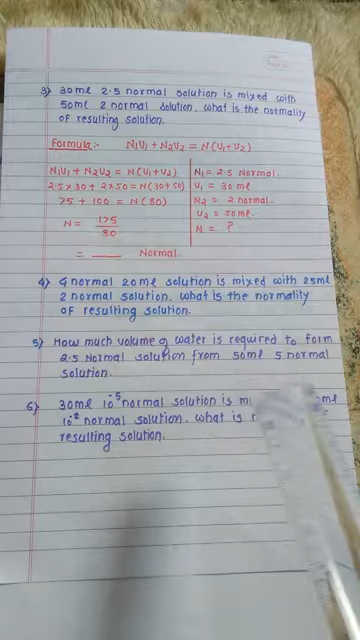 3) 30ml 2.5 normal solution is mixed with
50ml 2 normal solution. what is the normality
of resulting solution.
Formula:- N₁V₁ + N₂V₂ = N(V₁+V₂)
N₁V₁ + N₂V₂ = N(V₁+V₂)
2.5×30 + 2×50 = N(30+50)
75 + 100 = N(80)
N = 175
80
= ____ Normal.
N₁ = 2.5 Normal.
V₁ = 30ml
N₂ = 2 normal.
V₂ = 50ml.
N = ?
4) 4 normal 20ml solution is mixed with 25ml
2 normal solution. what is the normality
of resulting solution.
5) How much volume of water is required to form
2.5 Normal solution from 50ml 5 normal
solution.
6) 30ml 10⁻⁵ normal solution is ml
10⁻² normal solution. what is
resulting solution.